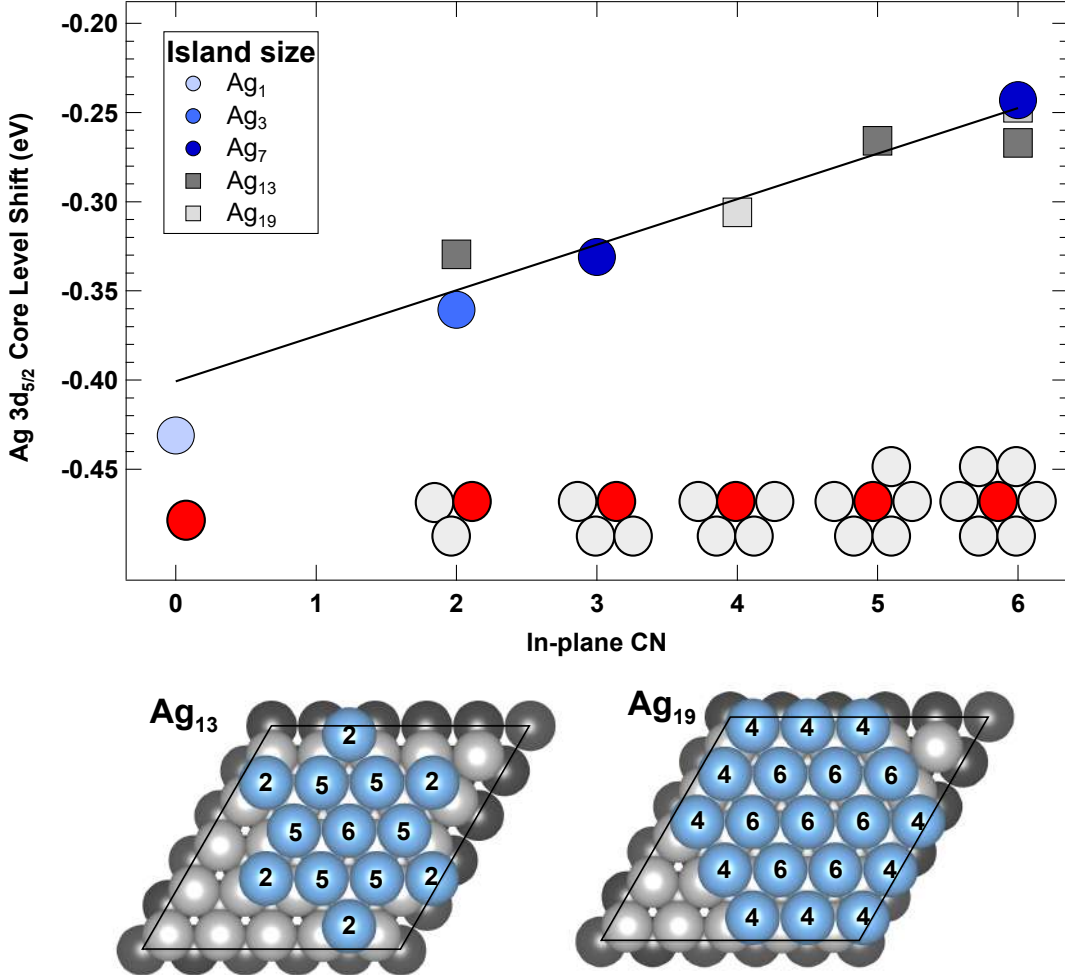 -0.20
-0.25
-0.30
-0.35
-0.40
-0.45
Ag 3d5/2 Core Level Shift (eV)
Island size
Ag1
Ag3
Ag7
Ag13
Ag19
0 1 2 3 4 5 6
In-plane CN
Ag13
2
2 5 5 2
5 6 5
2 5 5 2
2
Ag19
4 4 4
4 6 6 6
4 6 6 6 4
4 6 6 4
4 4 4